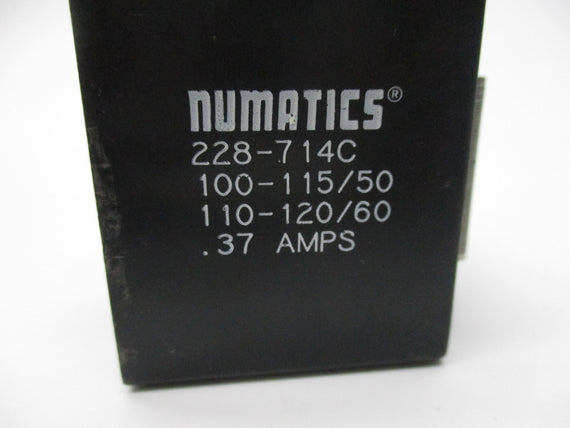 NUMATICS®
228-714C
100-115/50
110-120/60
.37 AMPS